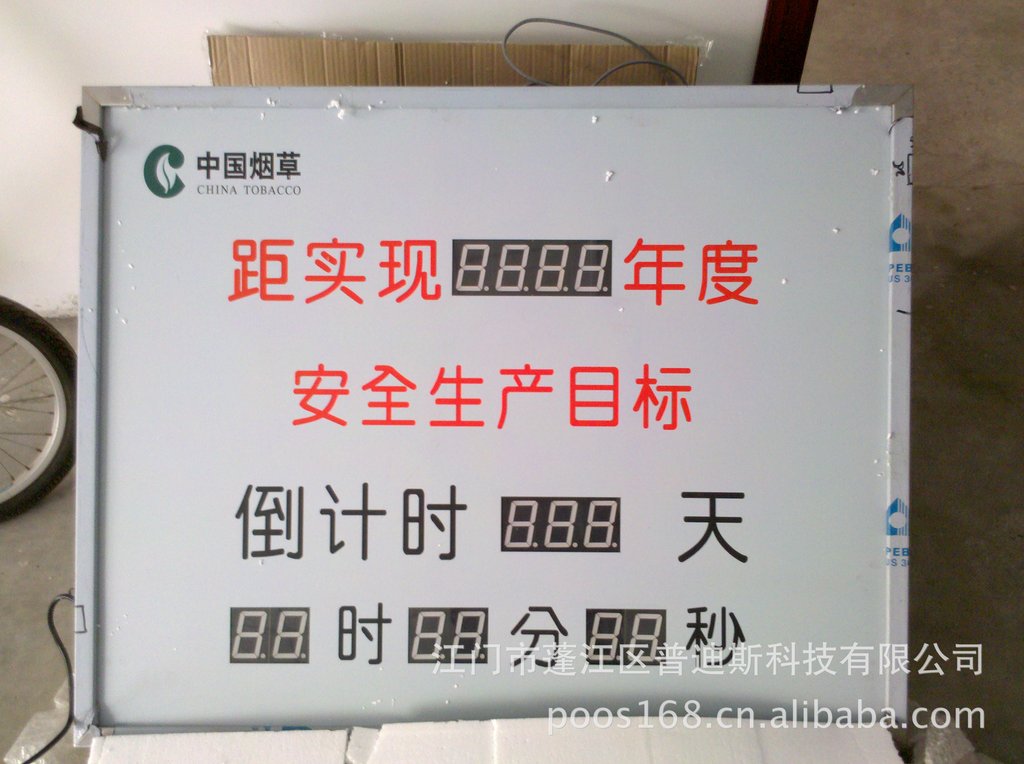 中国烟草
CHINA TOBACCO
距实现 8.8.8.8. 年度
安全生产目标
倒计时 8.8.8. 天
8.8. 时 8.8. 分 8.8. 秒
江门市蓬江区普迪斯科技有限公司
poos168.cn.alibaba.com